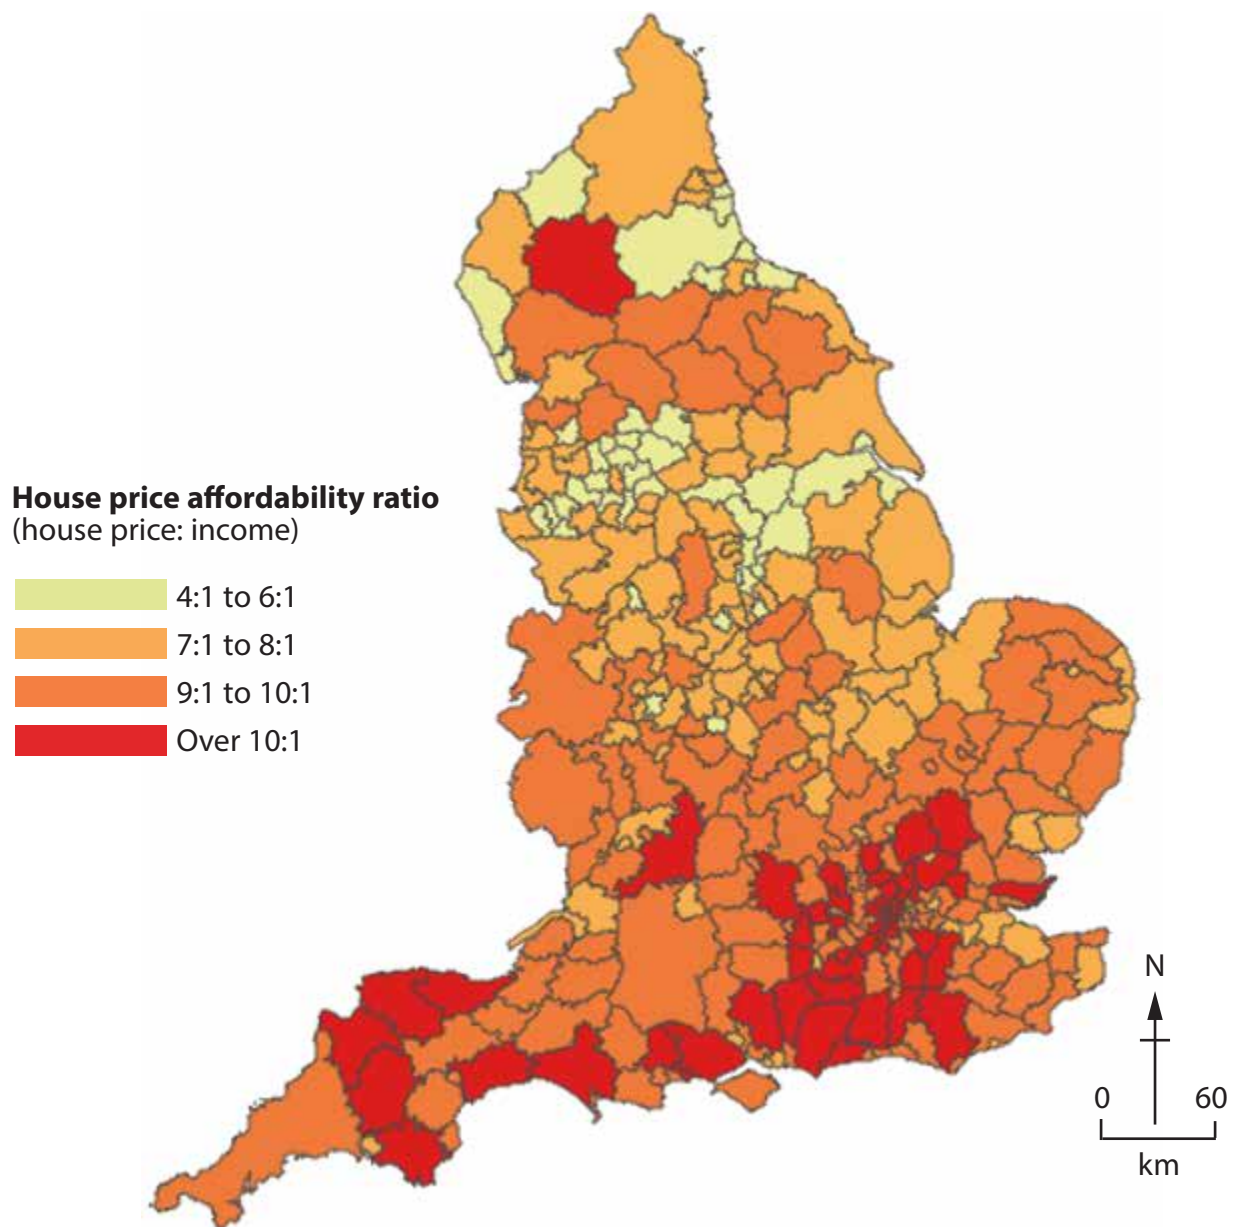 House price affordability ratio
(house price: income)
4:1 to 6:1
7:1 to 8:1
9:1 to 10:1
Over 10:1
N
0 60
km